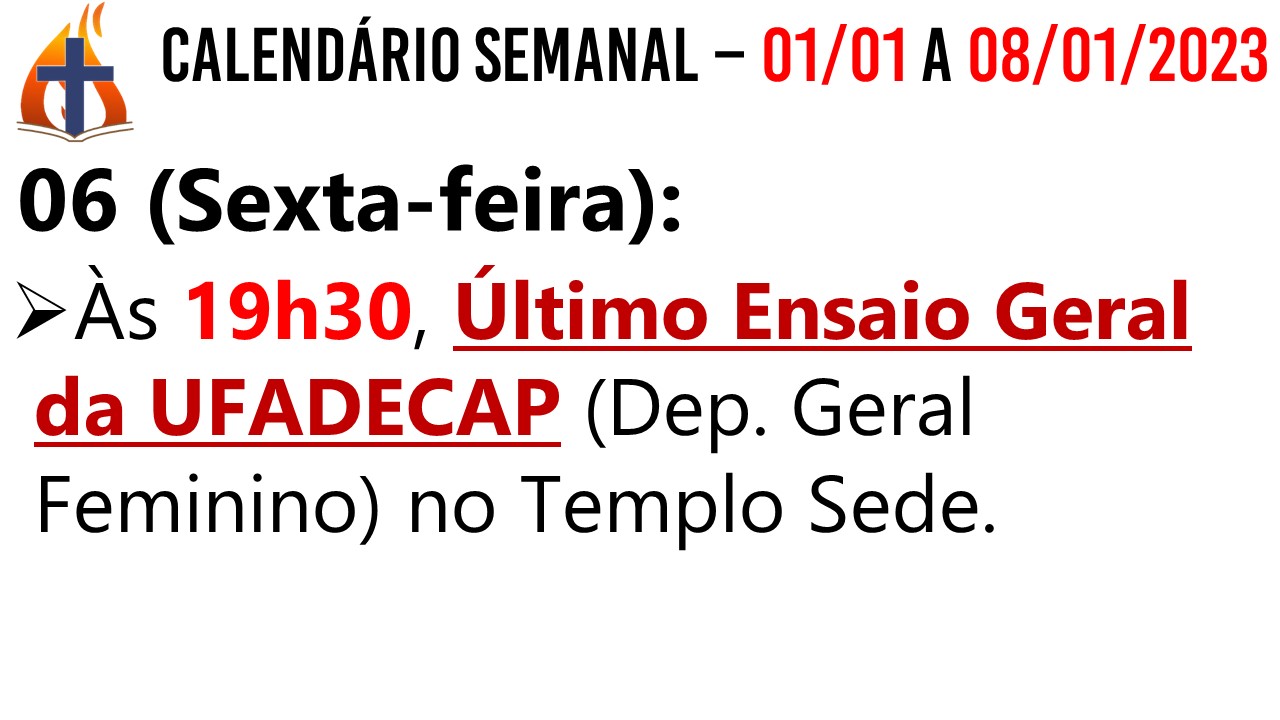 CALENDÁRIO SEMANAL – 01/01 A 08/01/2023
06 (Sexta-feira):
➢Às 19h30, Último Ensaio Geral
da UFADECAP (Dep. Geral
Feminino) no Templo Sede.